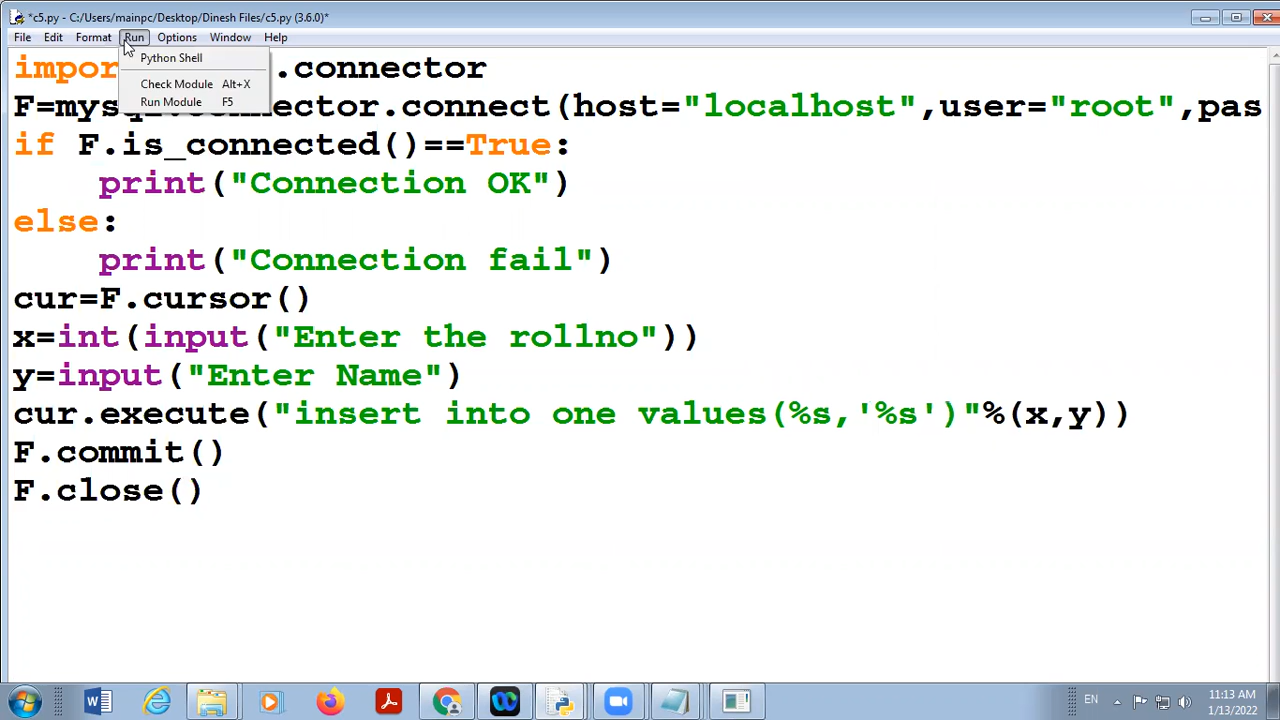 *c5.py - C:/Users/mainpc/Desktop/Dinesh Files/c5.py (3.6.0)*
File Edit Format Run Options Window Help
Python Shell
Check Module Alt+X
Run Module F5
impor .connector
F=mysql.connector.connect(host="localhost",user="root",pas
if F.is_connected()==True:
print("Connection OK")
else:
print("Connection fail")
cur=F.cursor()
x=int(input("Enter the rollno"))
y=input("Enter Name")
cur.execute("insert into one values(%s,'%s')"%(x,y))
F.commit()
F.close()
EN
11:13 AM
1/13/2022